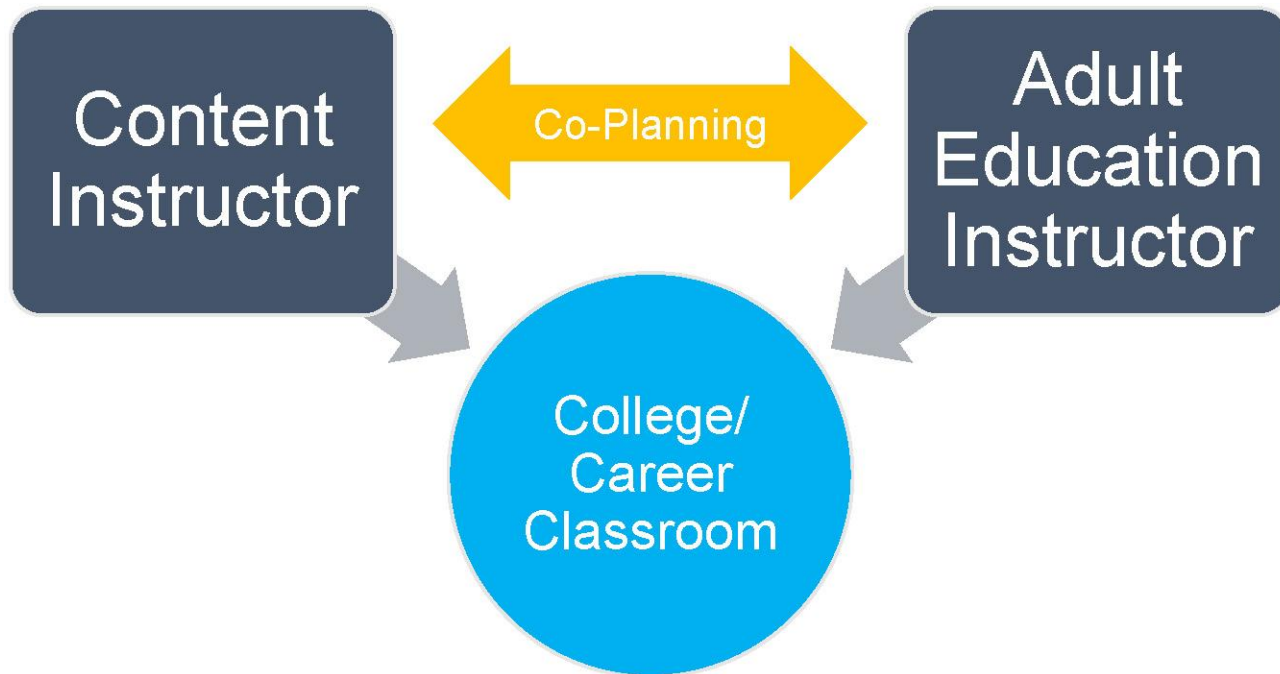 Content
Instructor
Co-Planning
Adult
Education
Instructor
College/
Career
Classroom